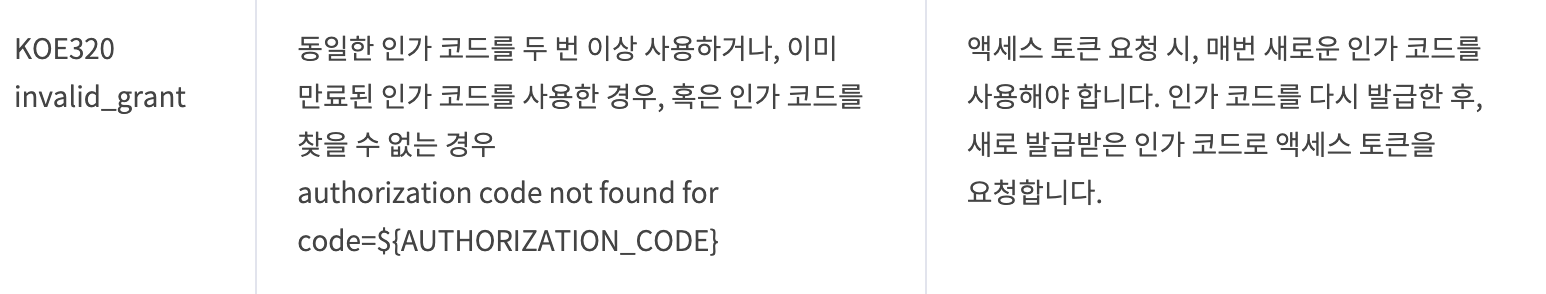 KOE320
invalid_grant
동일한 인가 코드를 두 번 이상 사용하거나, 이미
만료된 인가 코드를 사용한 경우, 혹은 인가 코드를
찾을 수 없는 경우
authorization code not found for
code=${AUTHORIZATION_CODE}
액세스 토큰 요청 시, 매번 새로운 인가 코드를
사용해야 합니다. 인가 코드를 다시 발급한 후,
새로 발급받은 인가 코드로 액세스 토큰을
요청합니다.